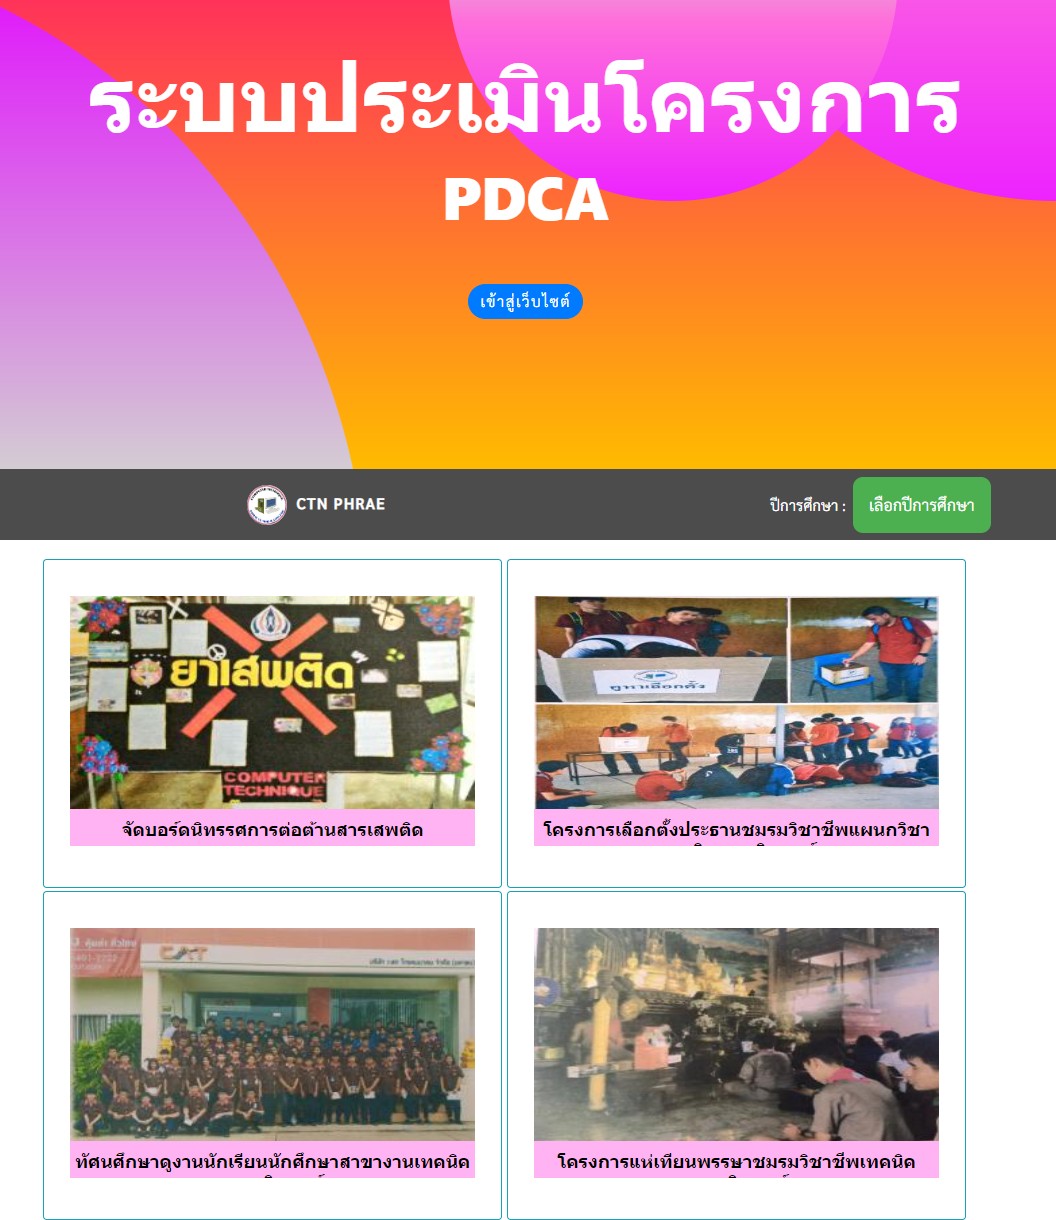 ระบบประเมินโครงการ
PDCA
เข้าสู่เว็บไซต์
CTN PHRAE
ปีการศึกษา :
เลือกปีการศึกษา
ยาเสพติด
COMPUTER
TECHNIQUE
จัดบอร์ดนิทรรศการต่อต้านสารเสพติด
คูหาเลือกตั้ง
โครงการเลือกตั้งประธานชมรมวิชาชีพแผนกวิชา
CAT
ทัศนศึกษาดูงานนักเรียนนักศึกษาสาขางานเทคนิค
โครงการแห่เทียนพรรษาชมรมวิชาชีพเทคนิค